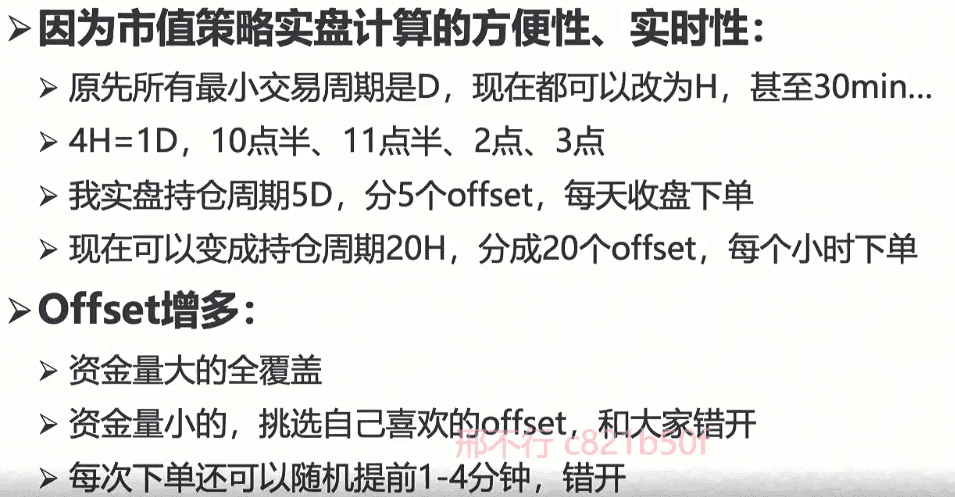 ➢因为市值策略实盘计算的方便性、实时性：
➢ 原先所有最小交易周期是D，现在都可以改为H，甚至30min...
➢ 4H=1D，10点半、11点半、2点、3点
➢ 我实盘持仓周期5D，分5个offset，每天收盘下单
➢ 现在可以变成持仓周期20H，分成20个offset，每个小时下单
➢Offset增多：
➢ 资金量大的全覆盖
➢ 资金量小的，挑选自己喜欢的offset，和大家错开
邢不行 c821b50f
➢ 每次下单还可以随机提前1-4分钟，错开